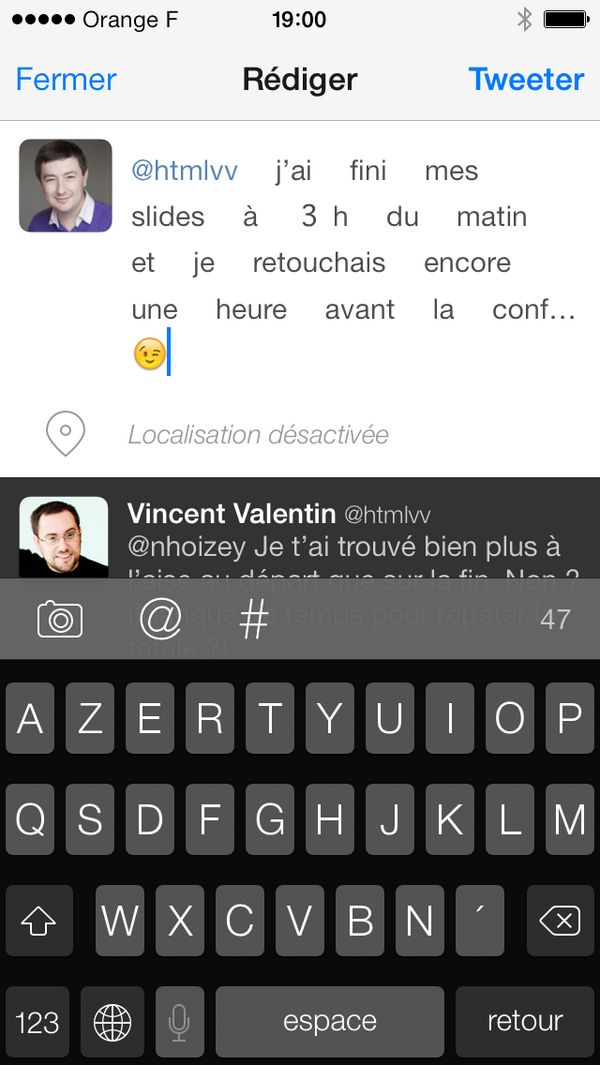 Orange F 19:00
Fermer Rédiger Tweeter
@htmlvv j’ai fini mes
slides à 3 h du matin
et je retouchais encore
une heure avant la conf…
😉
Localisation désactivée
Vincent Valentin @htmlvv
@nhoizey Je t’ai trouvé bien plus à
l’aise au départ que sur la fin. Non ?
temps pour répéter
totale ?)
@ # 47
A Z E R T Y U I O P
Q S D F G H J K L M
W X C V B N ´
123 espace retour